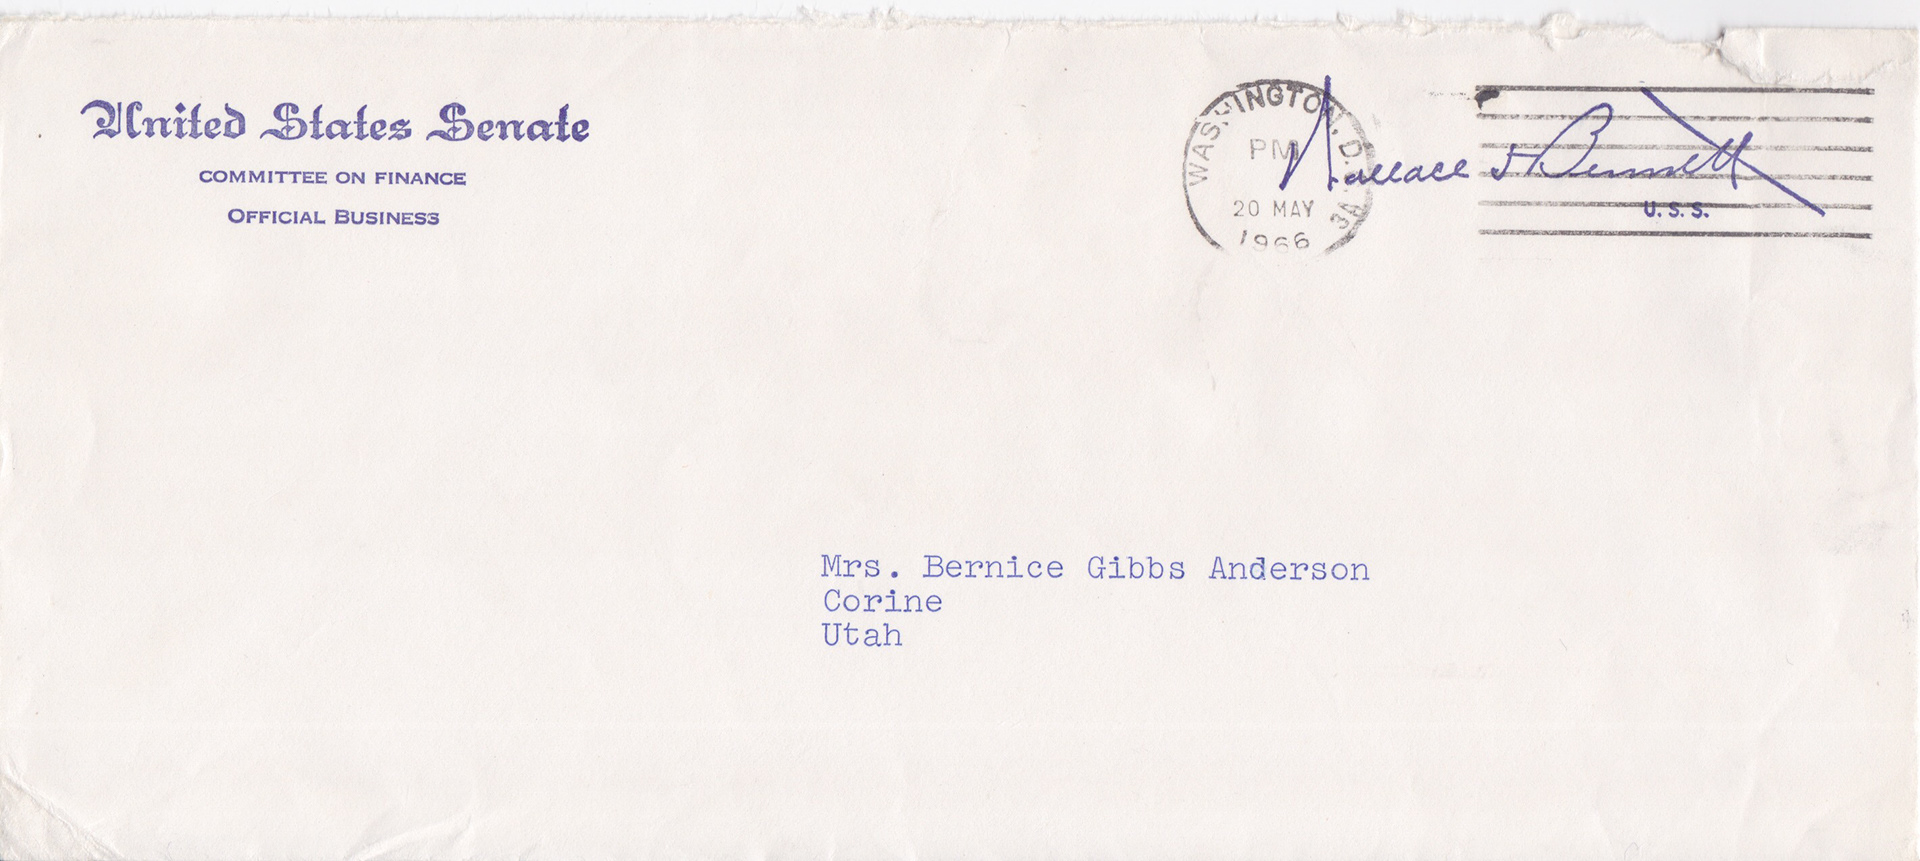 United States Senate
COMMITTEE ON FINANCE
OFFICIAL BUSINESS
WASHINGTON, D.C.
PM
20 MAY
1966
3A
Wallace F Bennett
U. S. S.
Mrs. Bernice Gibbs Anderson
Corine
Utah